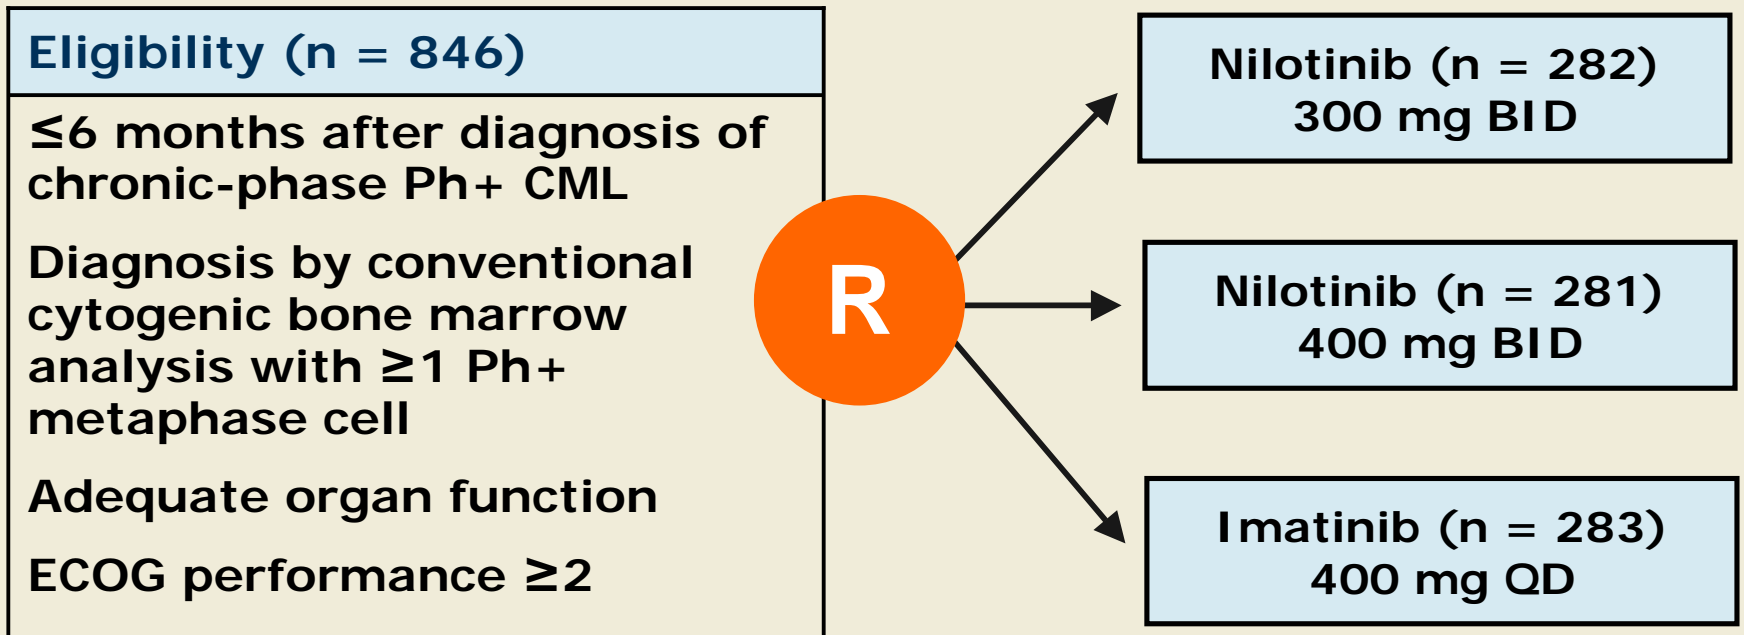 Eligibility (n = 846)
≤6 months after diagnosis of
chronic-phase Ph+ CML
Diagnosis by conventional
cytogenic bone marrow
analysis with ≥1 Ph+
metaphase cell
Adequate organ function
ECOG performance ≥2
R
Nilotinib (n = 282)
300 mg BID
Nilotinib (n = 281)
400 mg BID
Imatinib (n = 283)
400 mg QD